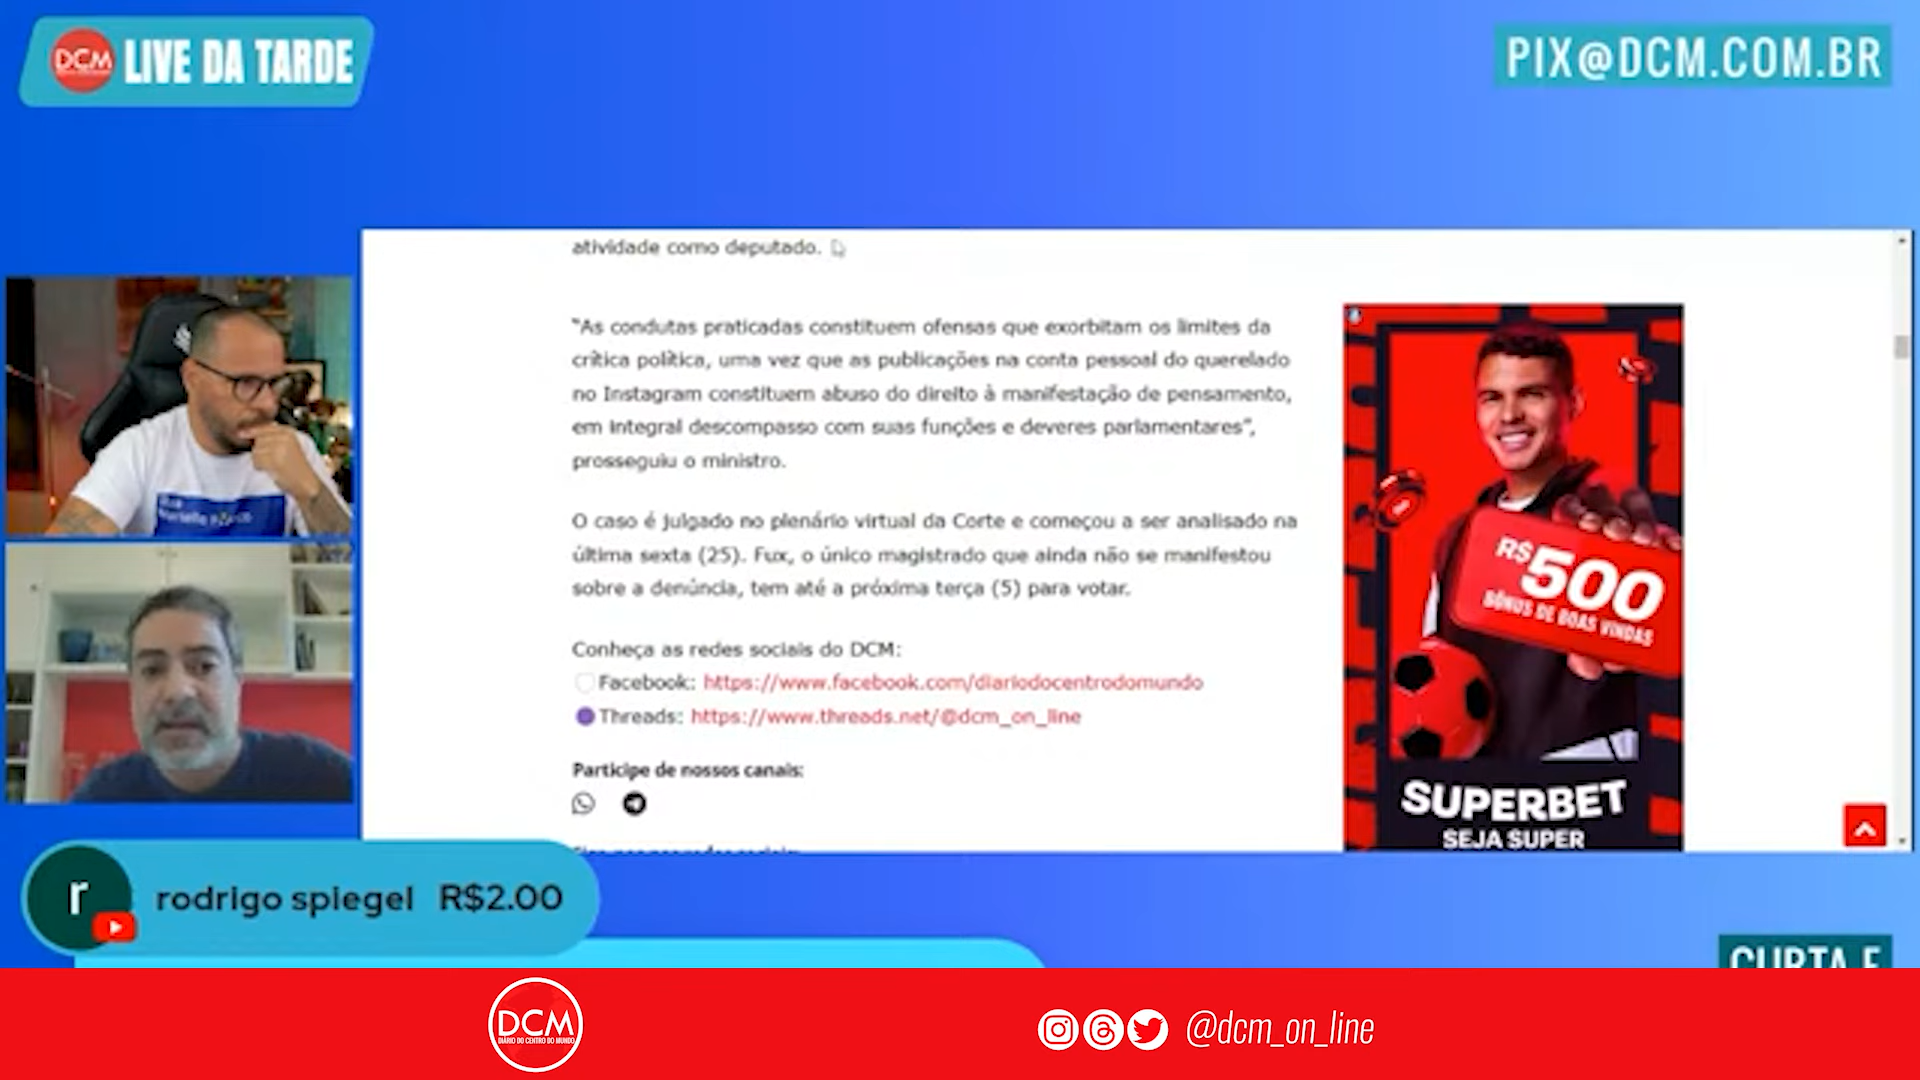 DCM LIVE DA TARDE
PIX@DCM.COM.BR
atividade como deputado.
“As condutas praticadas constituem ofensas que exorbitam os limites da
crítica política, uma vez que as publicações na conta pessoal do querelado
no Instagram constituem abuso do direito à manifestação de pensamento,
em integral descompasso com suas funções e deveres parlamentares”,
prosseguiu o ministro.
O caso é julgado no plenário virtual da Corte e começou a ser analisado na
última sexta (25). Fux, o único magistrado que ainda não se manifestou
sobre a denúncia, tem até a próxima terça (5) para votar.
Conheça as redes sociais do DCM:
Facebook: https://www.facebook.com/diariodocentrodomundo
Threads: https://www.threads.net/@dcm_on_line
Participe de nossos canais:
R$500
BÔNUS DE BOAS VINDAS
SUPERBET
SEJA SUPER
r
rodrigo spiegel R$2.00
CURTA E
DCM
DIÁRIO DO CENTRO DO MUNDO
@dcm_on_line